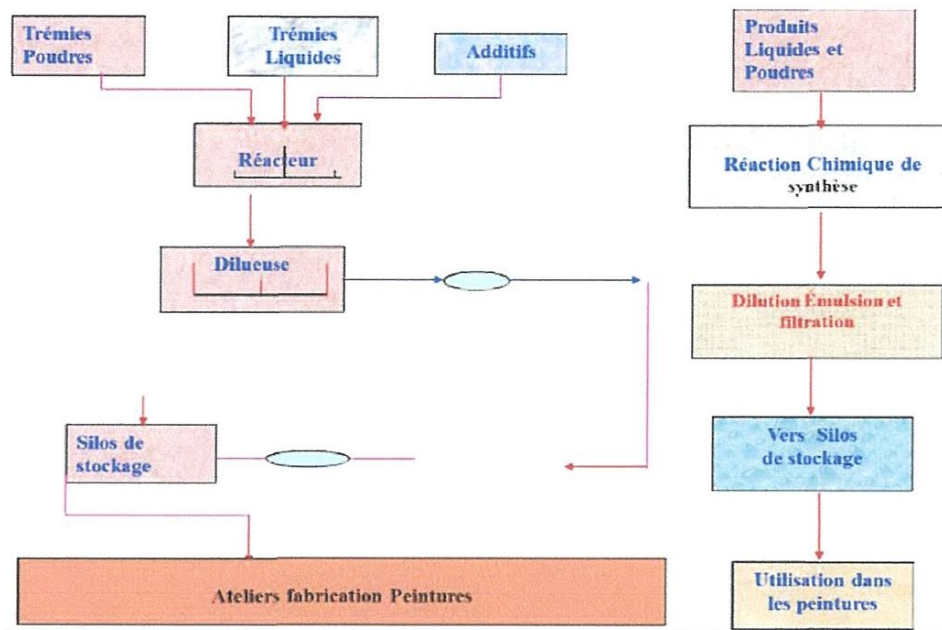 Trémies
Poudres
Trémies
Liquides
Additifs
Réacteur
Dilueuse
Silos de
stockage
Ateliers fabrication Peintures
Produits
Liquides et
Poudres
Réaction Chimique de
synthèse
Dilution Émulsion et
filtration
Vers Silos
de stockage
Utilisation dans
les peintures